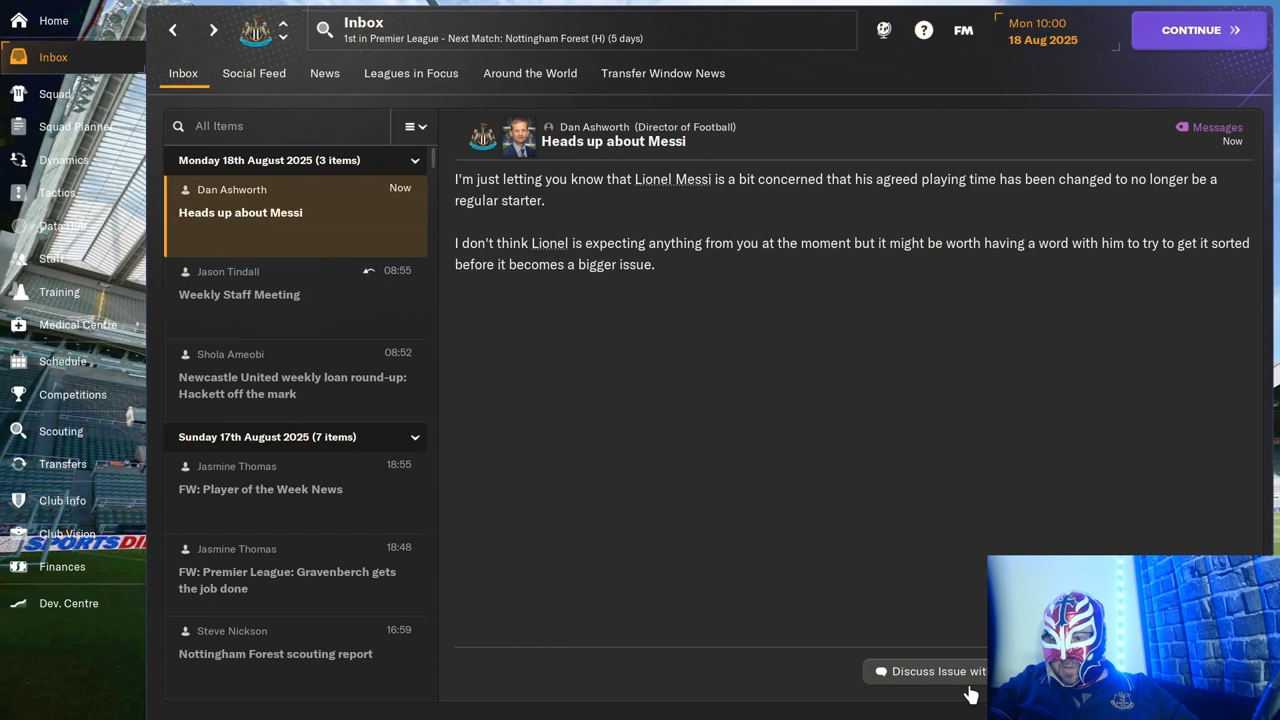 Home
Inbox
Squad
Squad Planner
Dynamics
Tactics
Data Hub
Staff
Training
Medical Centre
Schedule
Competitions
Scouting
Transfers
Club Info
Club Vision
SPORTS DI
Finances
Dev. Centre
Inbox
1st in Premier League - Next Match: Nottingham Forest (H) (5 days)
?
FM
Mon 10:00
18 Aug 2025
CONTINUE
Inbox
Social Feed
News
Leagues in Focus
Around the World
Transfer Window News
All Items
Monday 18th August 2025 (3 items)
Dan Ashworth
Now
Heads up about Messi
Jason Tindall
08:55
Weekly Staff Meeting
Shola Ameobi
08:52
Newcastle United weekly loan round-up:
Hackett off the mark
Sunday 17th August 2025 (7 items)
Jasmine Thomas
18:55
FW: Player of the Week News
Jasmine Thomas
18:48
FW: Premier League: Gravenberch gets
the job done
Steve Nickson
16:59
Nottingham Forest scouting report
Dan Ashworth (Director of Football)
Heads up about Messi
Messages
Now
I'm just letting you know that Lionel Messi is a bit concerned that his agreed playing time has been changed to no longer be a
regular starter.
I don't think Lionel is expecting anything from you at the moment but it might be worth having a word with him to try to get it sorted
before it becomes a bigger issue.
Discuss Issue wit